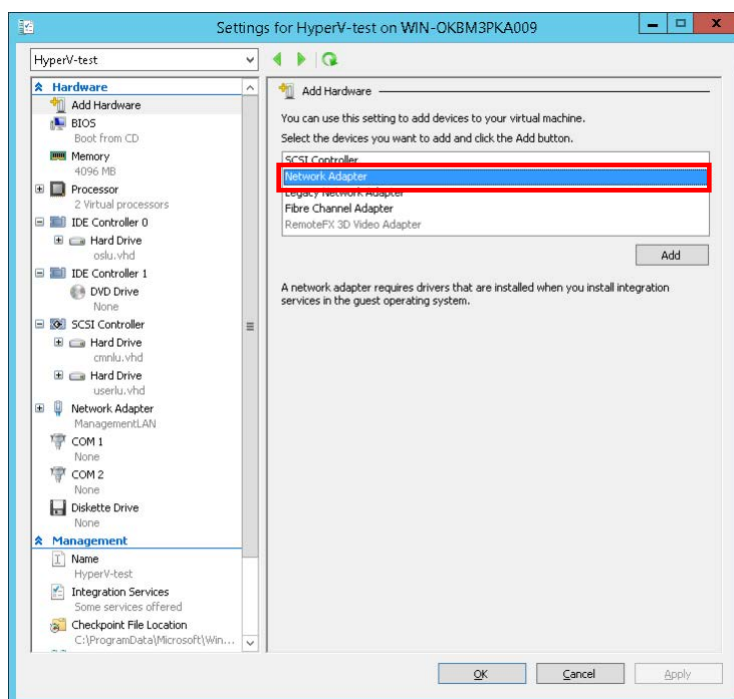 Settings for HyperV-test on WIN-OKBM3PKA009
HyperV-test
Hardware
Add Hardware
BIOS
Boot from CD
Memory
4096 MB
Processor
2 Virtual processors
IDE Controller 0
Hard Drive
oslu.vhd
IDE Controller 1
DVD Drive
None
SCSI Controller
Hard Drive
cmnlu.vhd
Hard Drive
userlu.vhd
Network Adapter
ManagementLAN
COM 1
None
COM 2
None
Diskette Drive
None
Management
Name
HyperV-test
Integration Services
Some services offered
Checkpoint File Location
C:\ProgramData\Microsoft\Win...
Add Hardware
You can use this setting to add devices to your virtual machine.
Select the devices you want to add and click the Add button.
SCSI Controller
Network Adapter
Legacy Network Adapter
Fibre Channel Adapter
RemoteFX 3D Video Adapter
Add
A network adapter requires drivers that are installed when you install integration
services in the guest operating system.
OK
Cancel
Apply